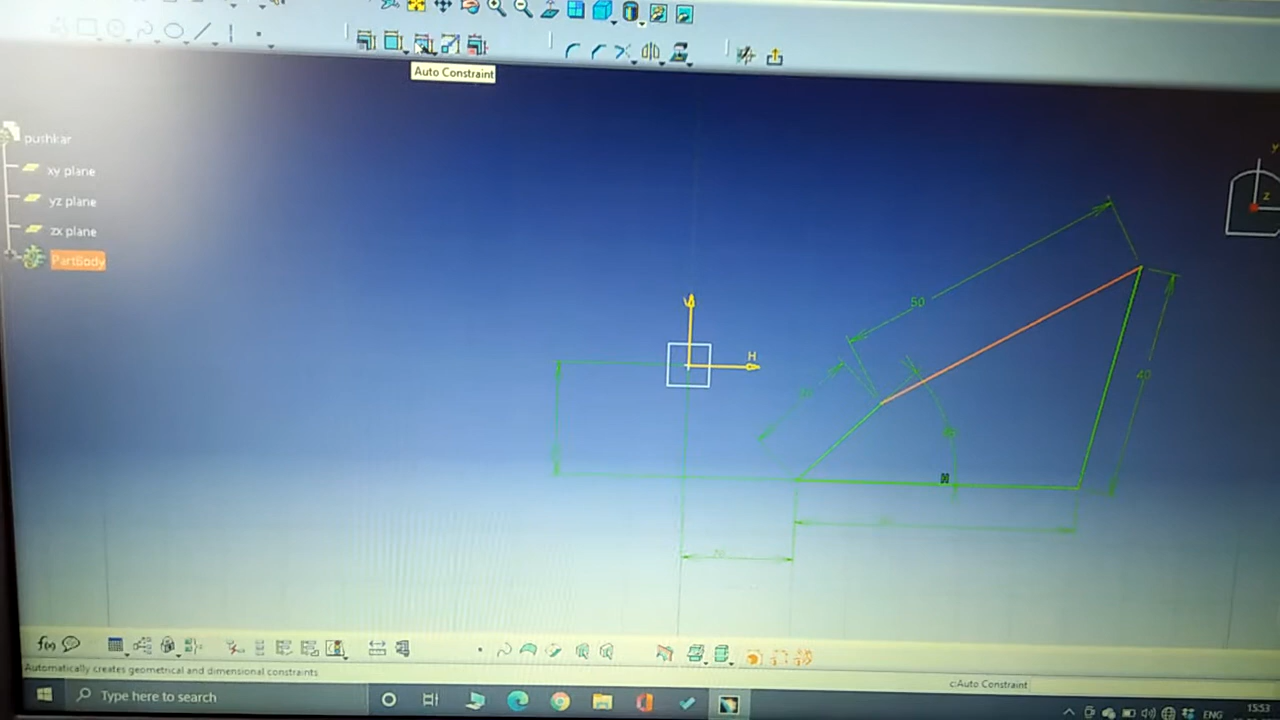 Auto Constraint
pushkar
xy plane
yz plane
zx plane
PartBody
y
z
V
H
50
40
H
f(x)
Automatically creates geometrical and dimensional constraints
c:Auto Constraint
Type here to search
ENG
15:53